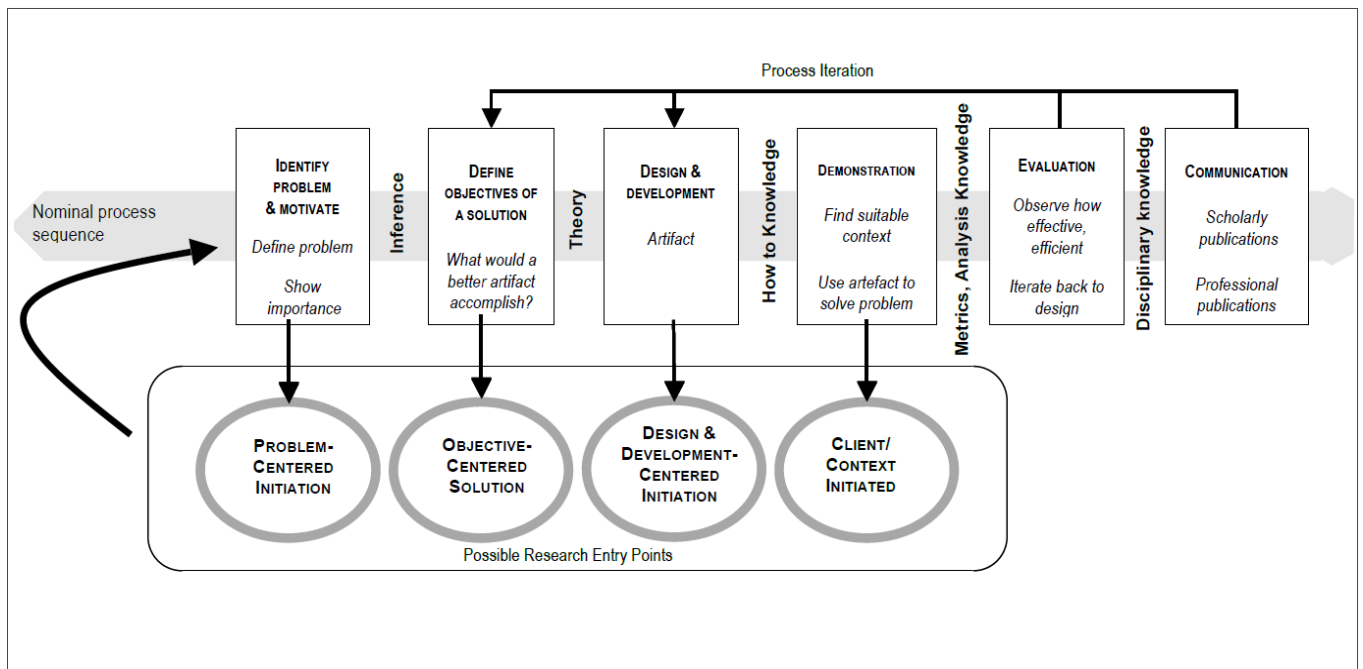 Process Iteration
Nominal process
sequence
IDENTIFY
PROBLEM
& MOTIVATE
Define problem
Show
importance
Inference
DEFINE
OBJECTIVES OF
A SOLUTION
What would a
better artifact
accomplish?
Theory
DESIGN &
DEVELOPMENT
Artifact
How to Knowledge
DEMONSTRATION
Find suitable
context
Use artefact to
solve problem
Metrics, Analysis Knowledge
EVALUATION
Observe how
effective,
efficient
Iterate back to
design
Disciplinary knowledge
COMMUNICATION
Scholarly
publications
Professional
publications
PROBLEM-
CENTERED
INITIATION
OBJECTIVE-
CENTERED
SOLUTION
DESIGN &
DEVELOPMENT-
CENTERED
INITIATION
CLIENT/
CONTEXT
INITIATED
Possible Research Entry Points